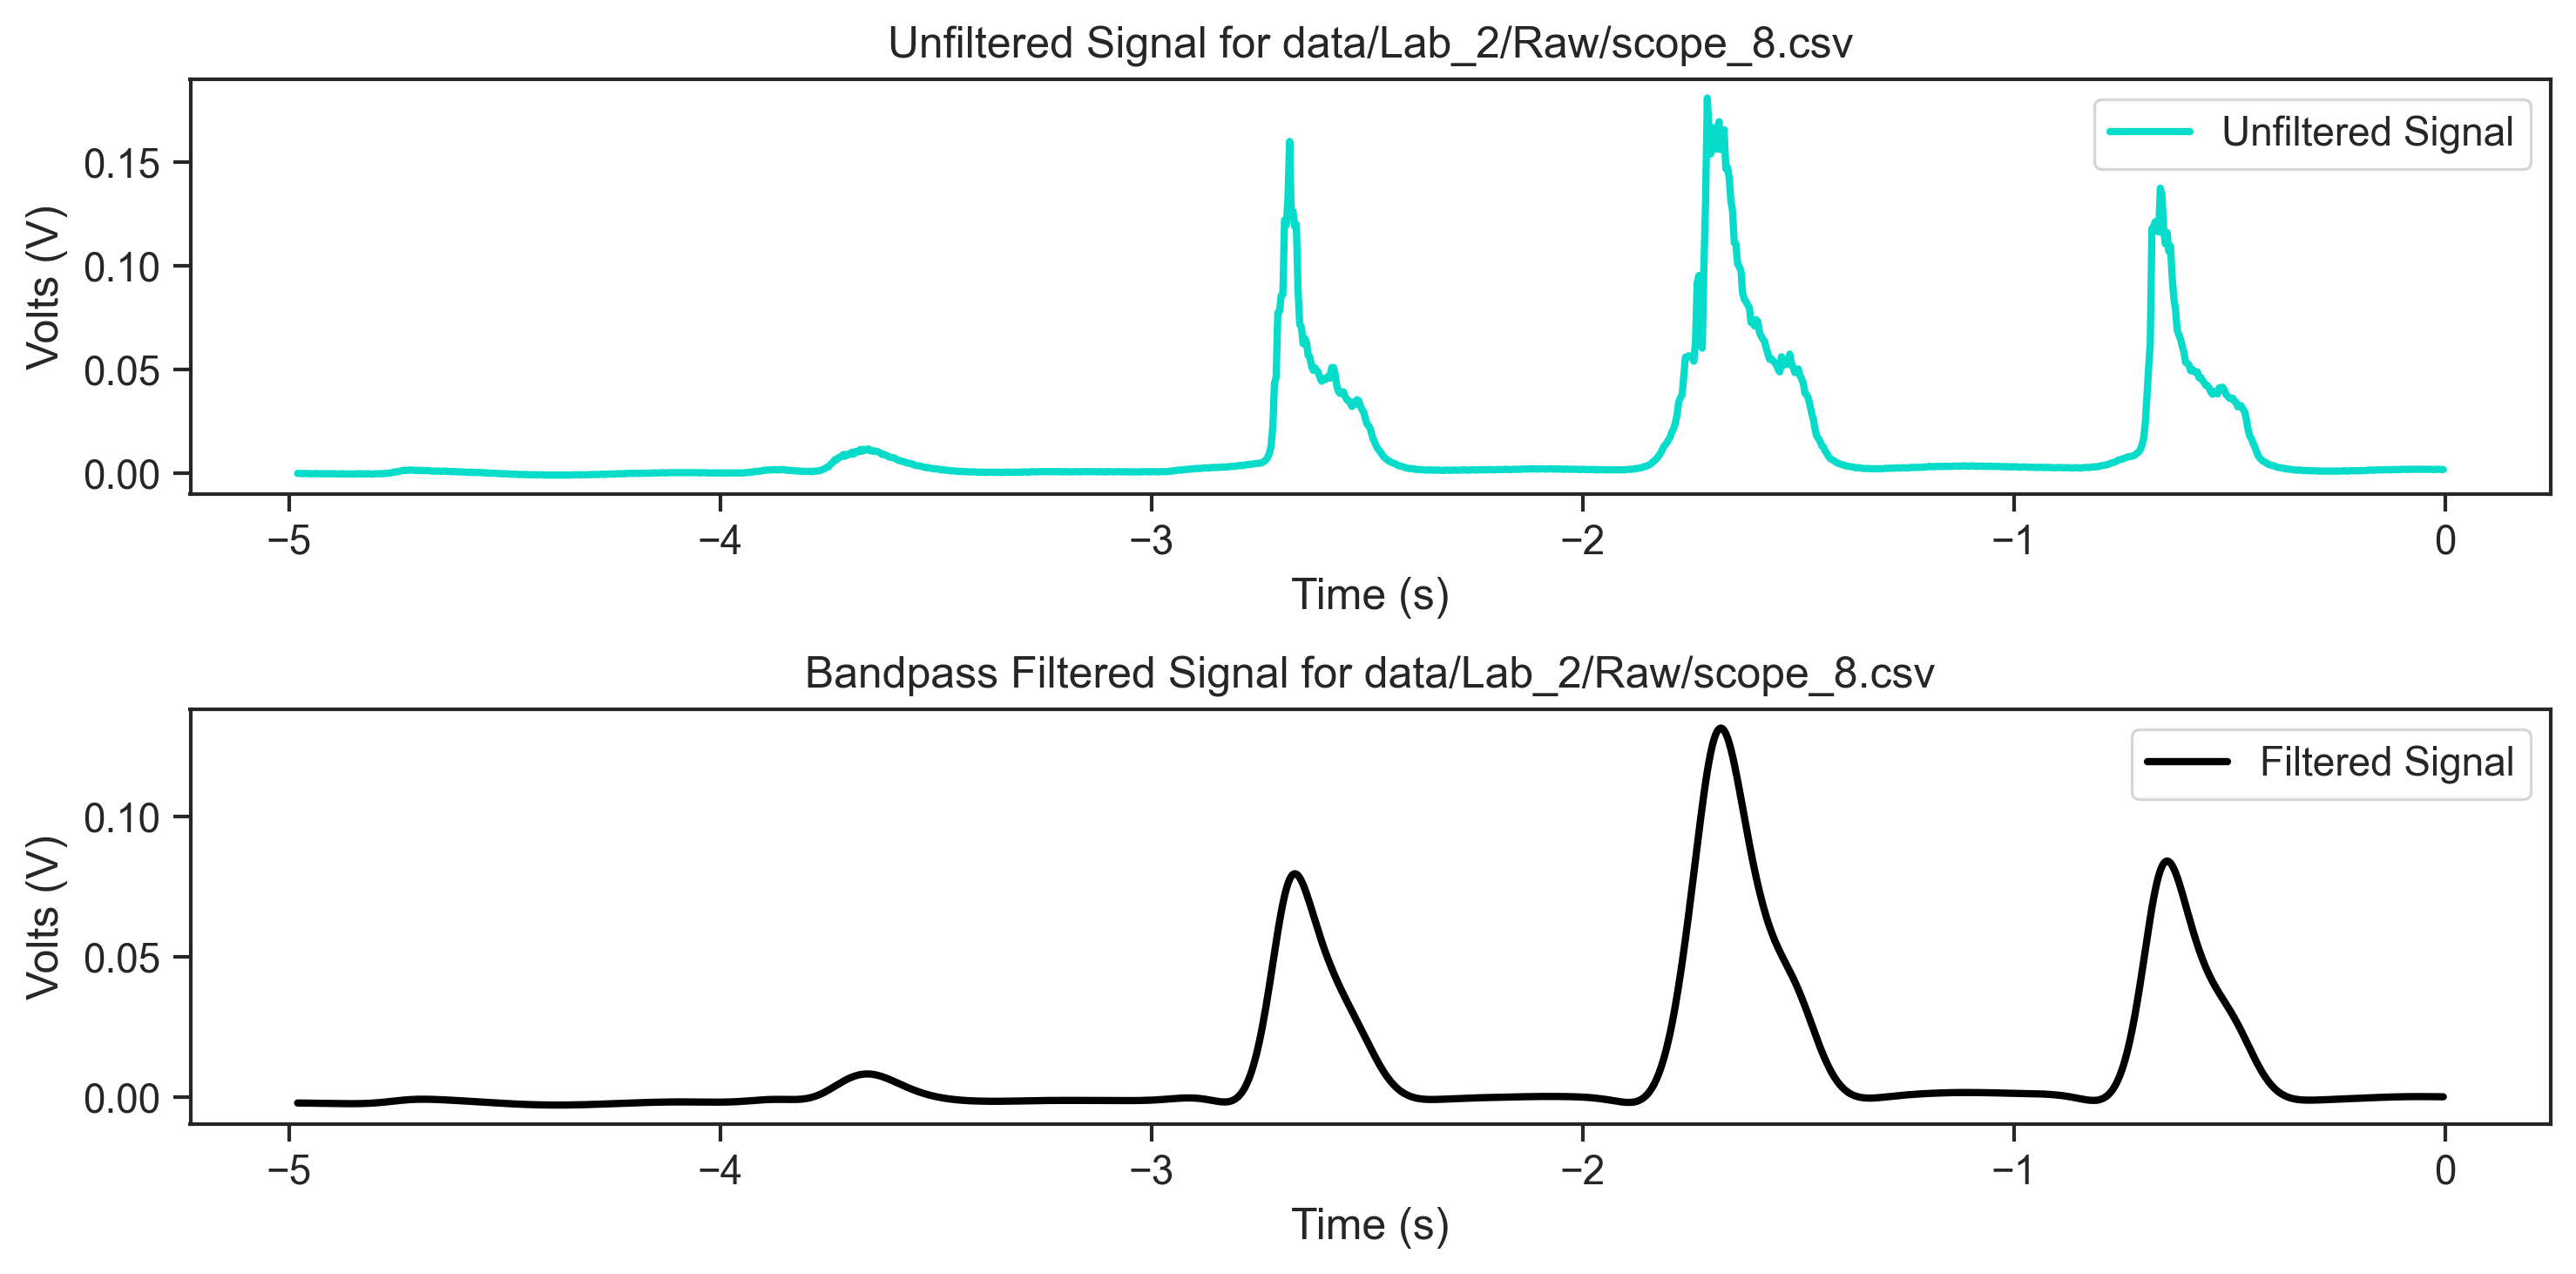 Unfiltered Signal for data/Lab_2/Raw/scope_8.csv
Unfiltered Signal
Volts (V)
0.15
0.10
0.05
0.00
−5 −4 −3 −2 −1 0
Time (s)
Bandpass Filtered Signal for data/Lab_2/Raw/scope_8.csv
Filtered Signal
Volts (V)
0.10
0.05
0.00
−5 −4 −3 −2 −1 0
Time (s)